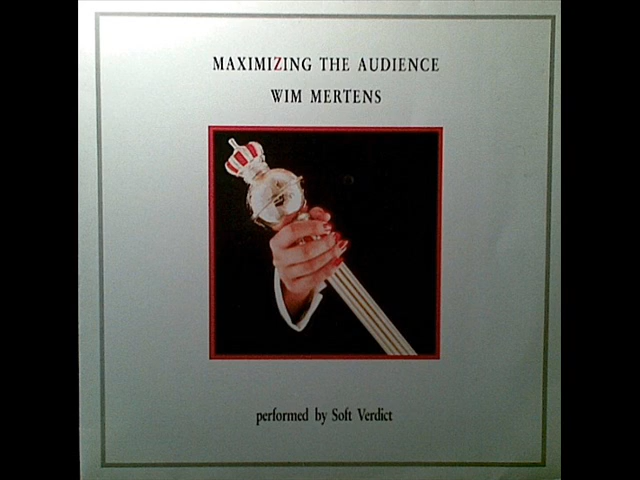 MAXIMIZING THE AUDIENCE
WIM MERTENS
performed by Soft Verdict